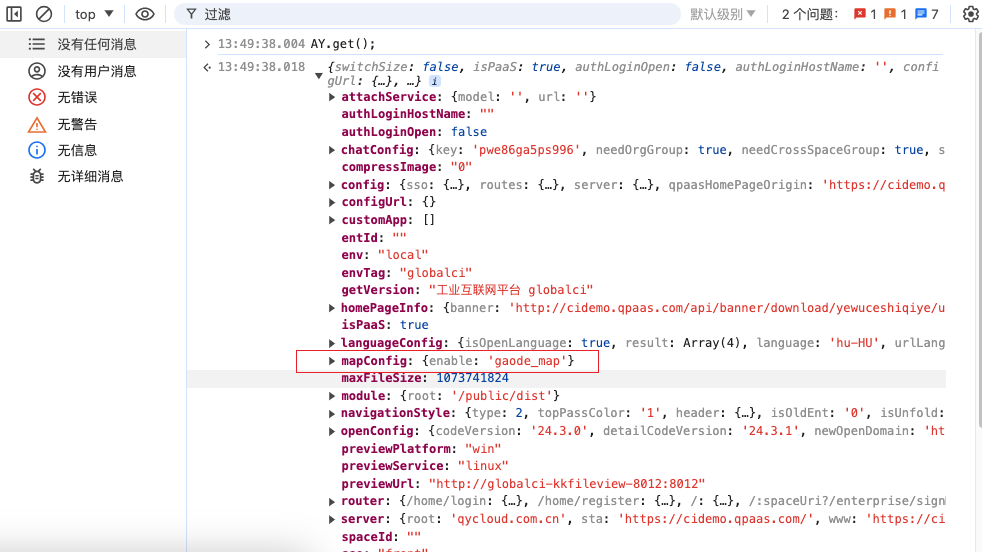 top 过滤 默认级别 2 个问题： 1 1 7
没有任何消息
没有用户消息
无错误
无警告
无信息
无详细消息
13:49:38.004 AY.get();
13:49:38.018
{switchSize: false, isPaaS: true, authLoginOpen: false, authLoginHostName: '', confi
gUrl: {…}, …} i
attachService: {model: '', url: ''}
authLoginHostName: ""
authLoginOpen: false
chatConfig: {key: 'pwe86ga5ps996', needOrgGroup: true, needCrossSpaceGroup: true, s
compressImage: "0"
config: {sso: {…}, routes: {…}, server: {…}, qpaasHomePageOrigin: 'https://cidemo.q
configUrl: {}
customApp: []
entId: ""
env: "local"
envTag: "globalci"
getVersion: "工业互联网平台 globalci"
homePageInfo: {banner: 'http://cidemo.qpaas.com/api/banner/download/yewuceshiqiye/u
isPaaS: true
languageConfig: {isOpenLanguage: true, result: Array(4), language: 'hu-HU', urlLang
mapConfig: {enable: 'gaode_map'}
maxFileSize: 1073741824
module: {root: '/public/dist'}
navigationStyle: {type: 2, topPassColor: '1', header: {…}, isOldEnt: '0', isUnfold:
openConfig: {codeVersion: '24.3.0', detailCodeVersion: '24.3.1', newOpenDomain: 'ht
previewPlatform: "win"
previewService: "linux"
previewUrl: "http://globalci-kkfileview-8012:8012"
router: {/home/login: {…}, /home/register: {…}, /: {…}, /:spaceUri?/enterprise/sign
server: {root: 'qycloud.com.cn', sta: 'https://cidemo.qpaas.com/', www: 'https://ci
spaceId: ""